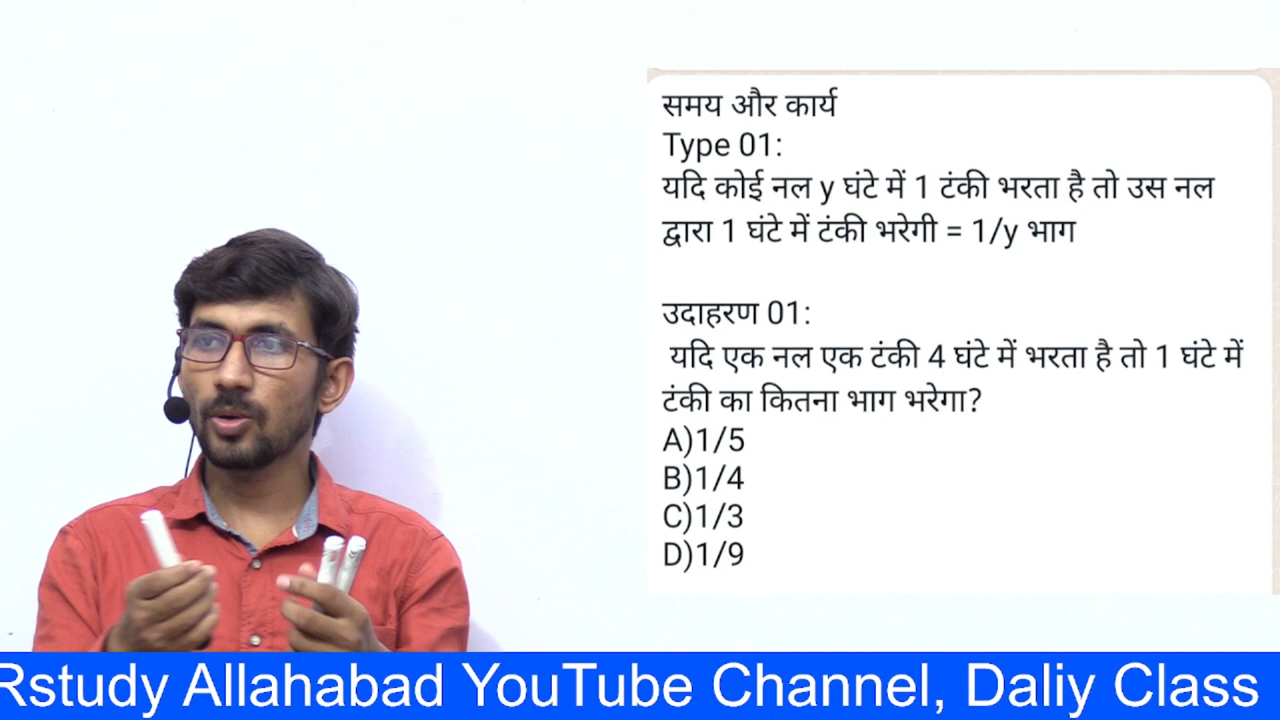 समय और कार्य
Type 01:
यदि कोई नल y घंटे में 1 टंकी भरता है तो उस नल
द्वारा 1 घंटे में टंकी भरेगी = 1/y भाग
उदाहरण 01:
यदि एक नल एक टंकी 4 घंटे में भरता है तो 1 घंटे में
टंकी का कितना भाग भरेगा?
A)1/5
B)1/4
C)1/3
D)1/9
Rstudy Allahabad YouTube Channel, Daliy Class